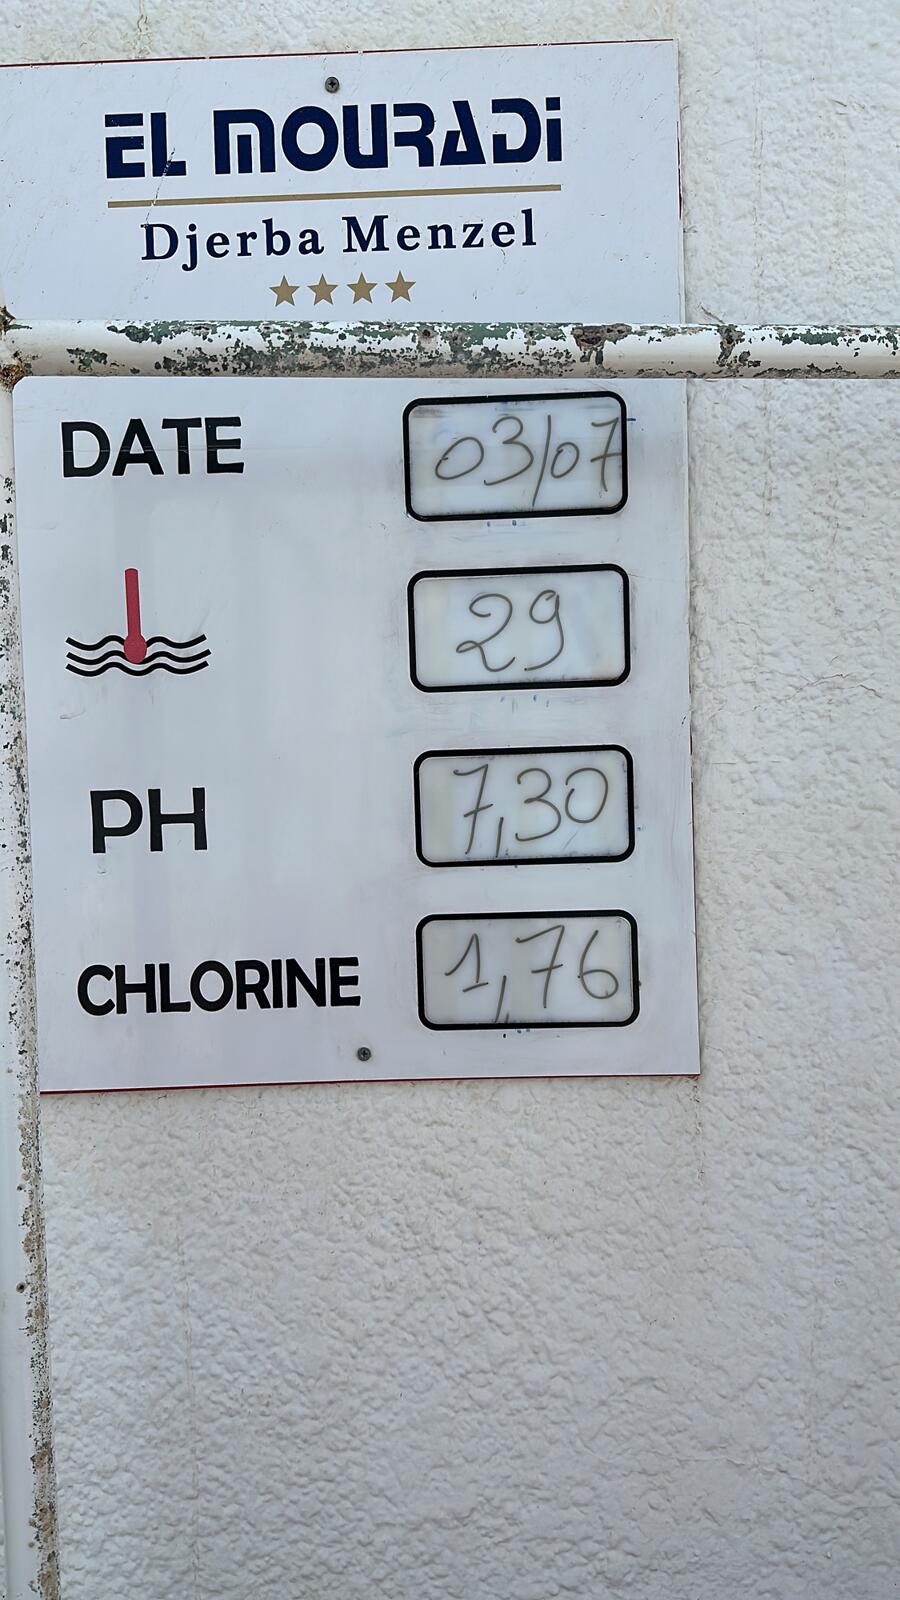 EL MOURADI
Djerba Menzel
DATE 03/07
29
PH 7,30
CHLORINE 1,76